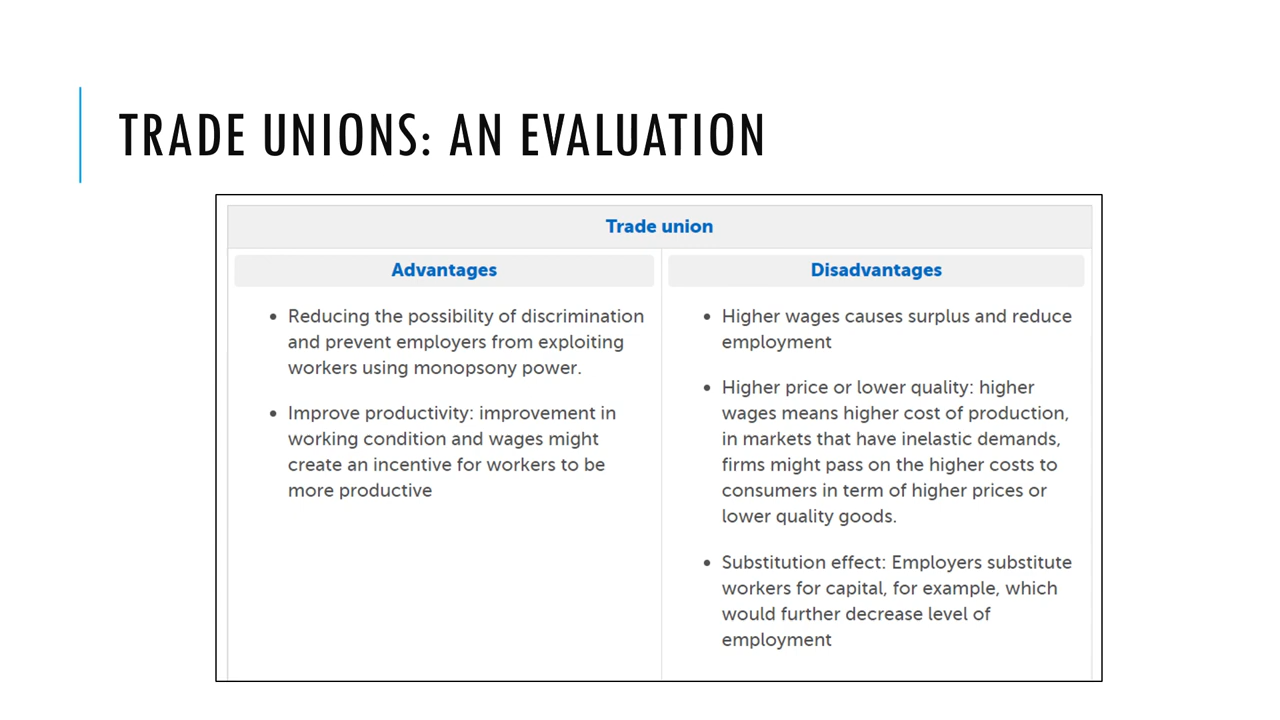 TRADE UNIONS: AN EVALUATION
Trade union
Advantages
• Reducing the possibility of discrimination
and prevent employers from exploiting
workers using monopsony power.
• Improve productivity: improvement in
working condition and wages might
create an incentive for workers to be
more productive
Disadvantages
• Higher wages causes surplus and reduce
employment
• Higher price or lower quality: higher
wages means higher cost of production,
in markets that have inelastic demands,
firms might pass on the higher costs to
consumers in term of higher prices or
lower quality goods.
• Substitution effect: Employers substitute
workers for capital, for example, which
would further decrease level of
employment